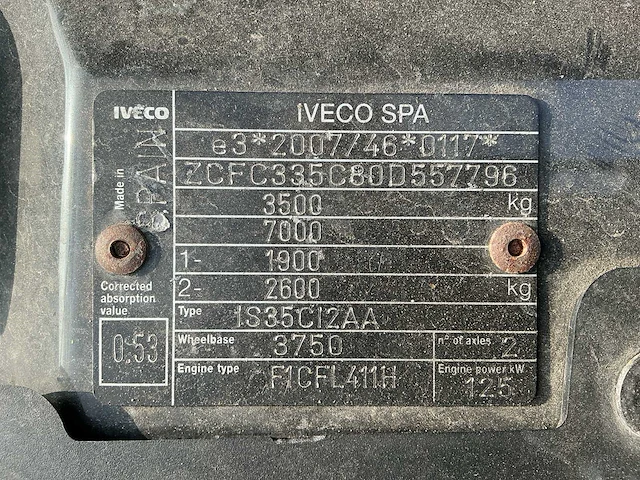 IVECO
IVECO SPA
Made in
SPAIN
e3*2007/46*0117*
ZCFC335C80D557796
3500 kg
7000
1- 1900
2- 2600 kg
Corrected
absorption
value
0.53
Type IS35CI2AA
Wheelbase 3750 n° of axles 2
Engine type F1CFL411H Engine power kW
125